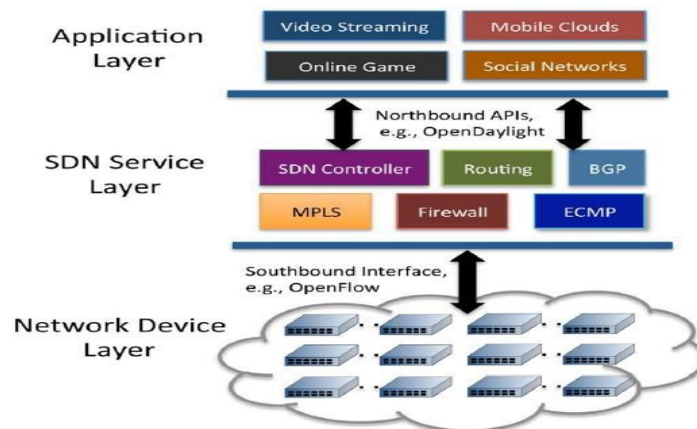 Application
Layer
Video Streaming
Mobile Clouds
Online Game
Social Networks
Northbound APIs,
e.g., OpenDaylight
SDN Service
Layer
SDN Controller
Routing
BGP
MPLS
Firewall
ECMP
Southbound Interface,
e.g., OpenFlow
Network Device
Layer